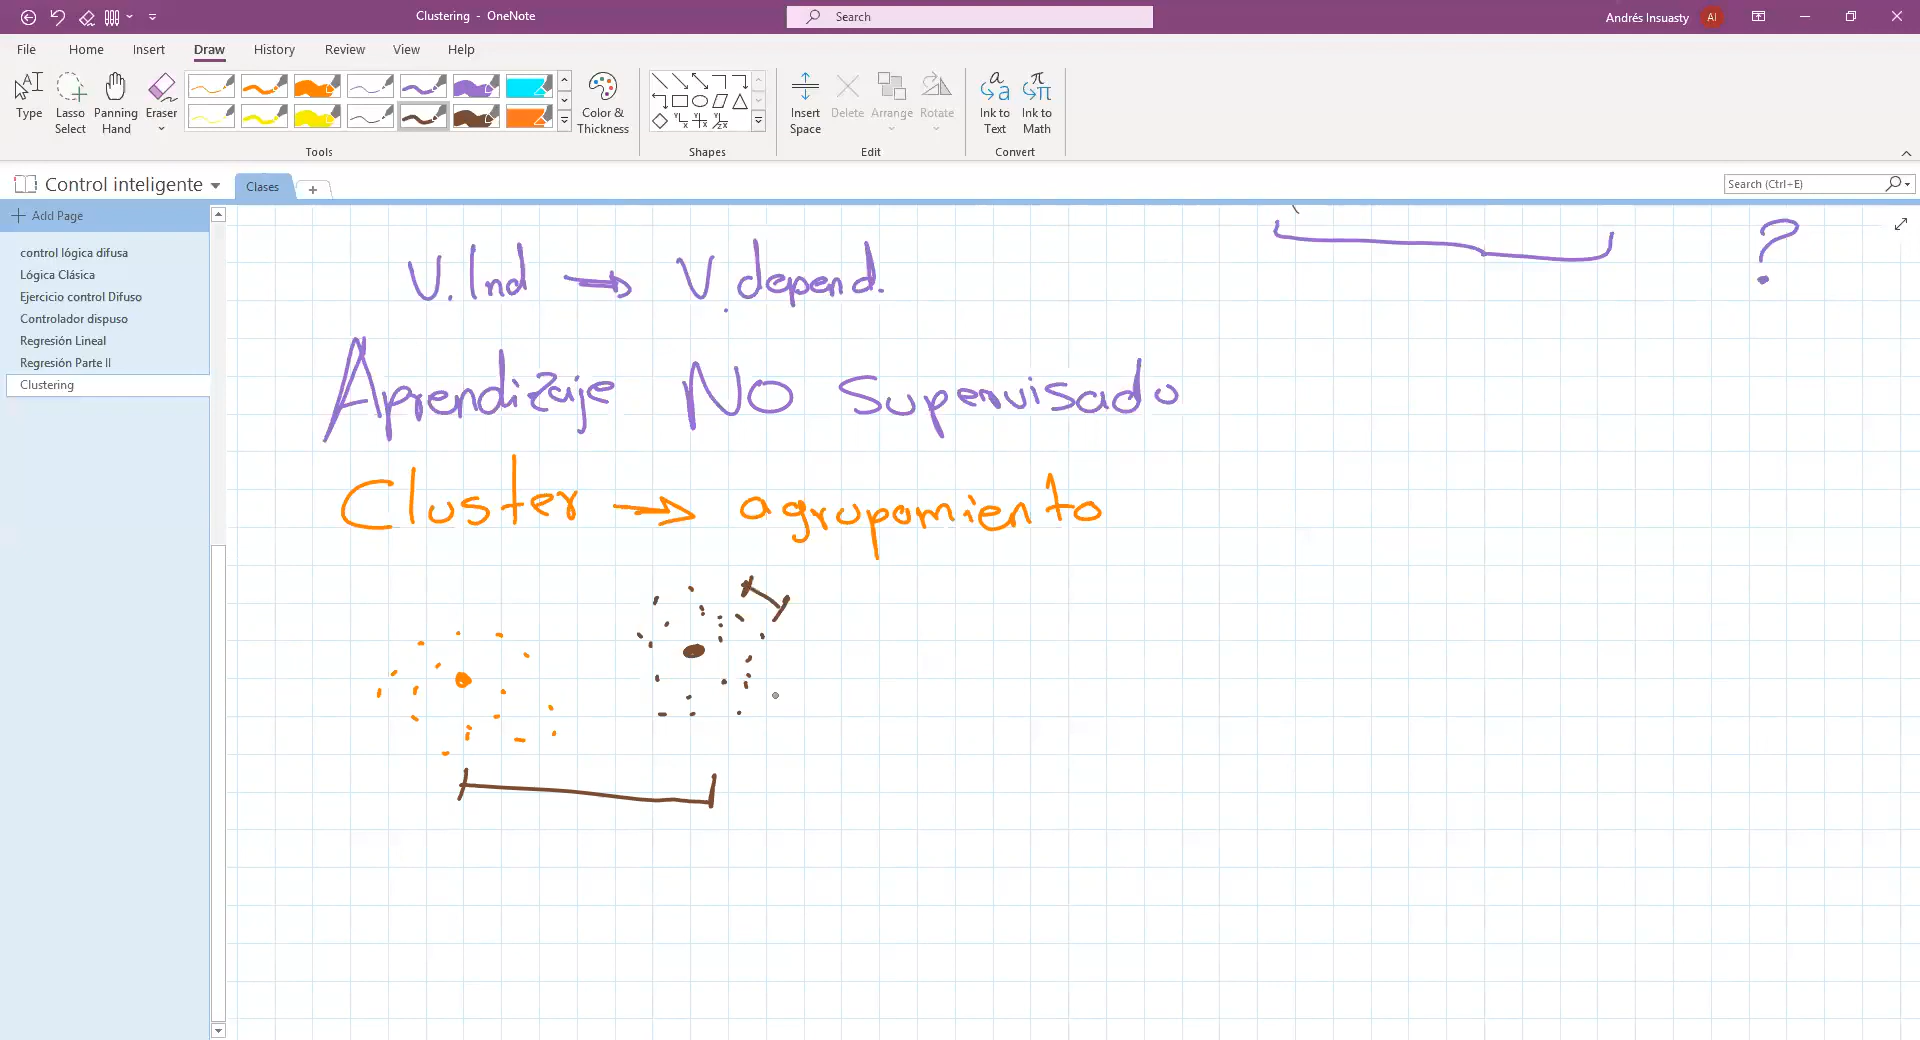 Clustering - OneNote
Search
Andrés Insuasty
AI
File Home Insert Draw History Review View Help
Type
Lasso Select
Panning Hand
Eraser
Color & Thickness
Insert Space
Delete
Arrange
Rotate
Ink to Text
Ink to Math
Tools
Shapes
Edit
Convert
Control inteligente
Clases
Search (Ctrl+E)
Add Page
control lógica difusa
Lógica Clásica
Ejercicio control Difuso
Controlador dispuso
Regresión Lineal
Regresión Parte II
Clustering
?
V. Ind → V. depend.
Aprendizaje No Supervisado
Cluster → agrupamiento